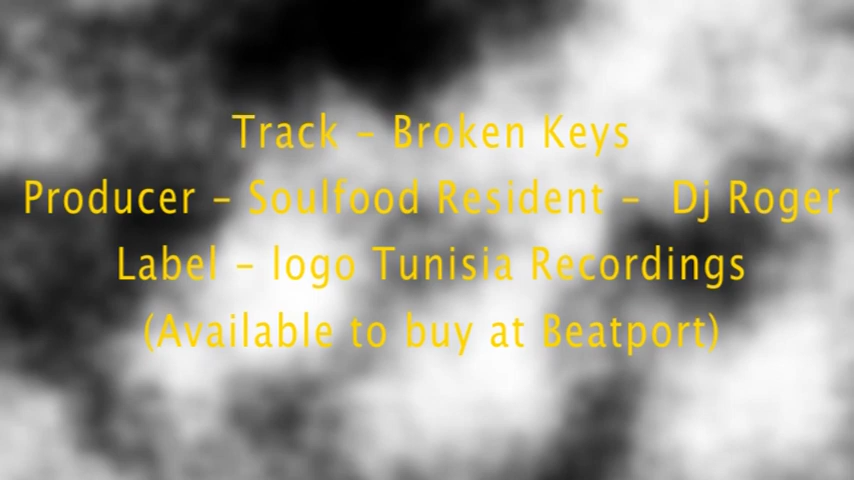 Track - Broken Keys
Producer - Soulfood Resident - Dj Roger
Label - logo Tunisia Recordings
(Available to buy at Beatport)